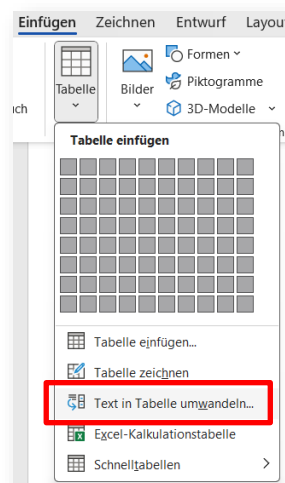 Einfügen Zeichnen Entwurf Layou
Tabelle
Bilder
Formen
Piktogramme
3D-Modelle
Tabelle einfügen
Tabelle einfügen...
Tabelle zeichnen
Text in Tabelle umwandeln...
Excel-Kalkulationstabelle
Schnelltabellen